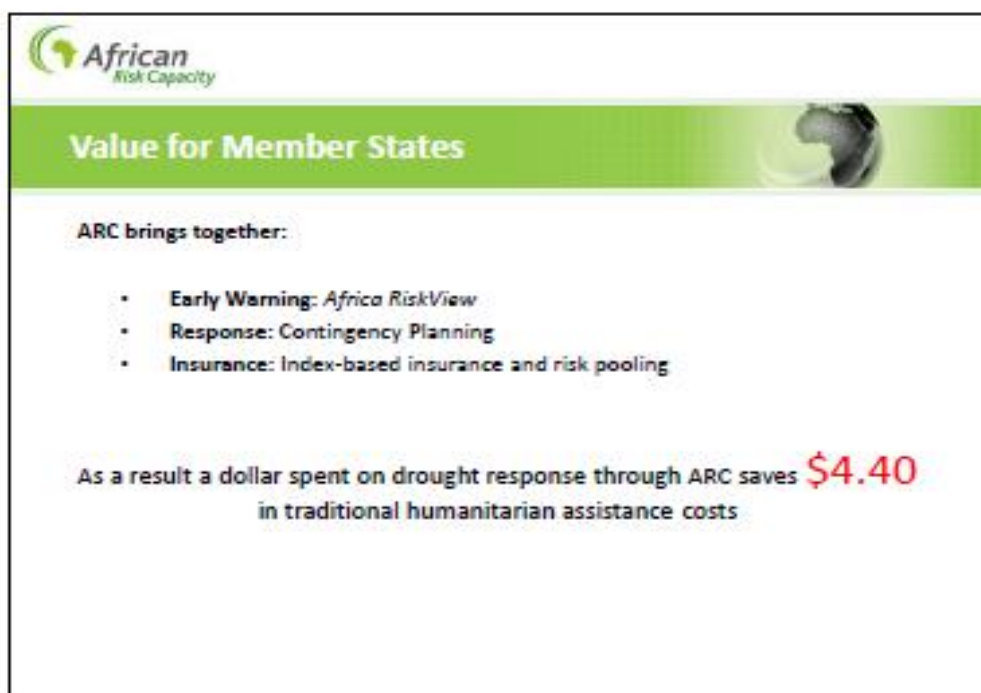 African
Risk Capacity
Value for Member States
ARC brings together:
• Early Warning: Africa RiskView
• Response: Contingency Planning
• Insurance: Index-based insurance and risk pooling
As a result a dollar spent on drought response through ARC saves $4.40
in traditional humanitarian assistance costs